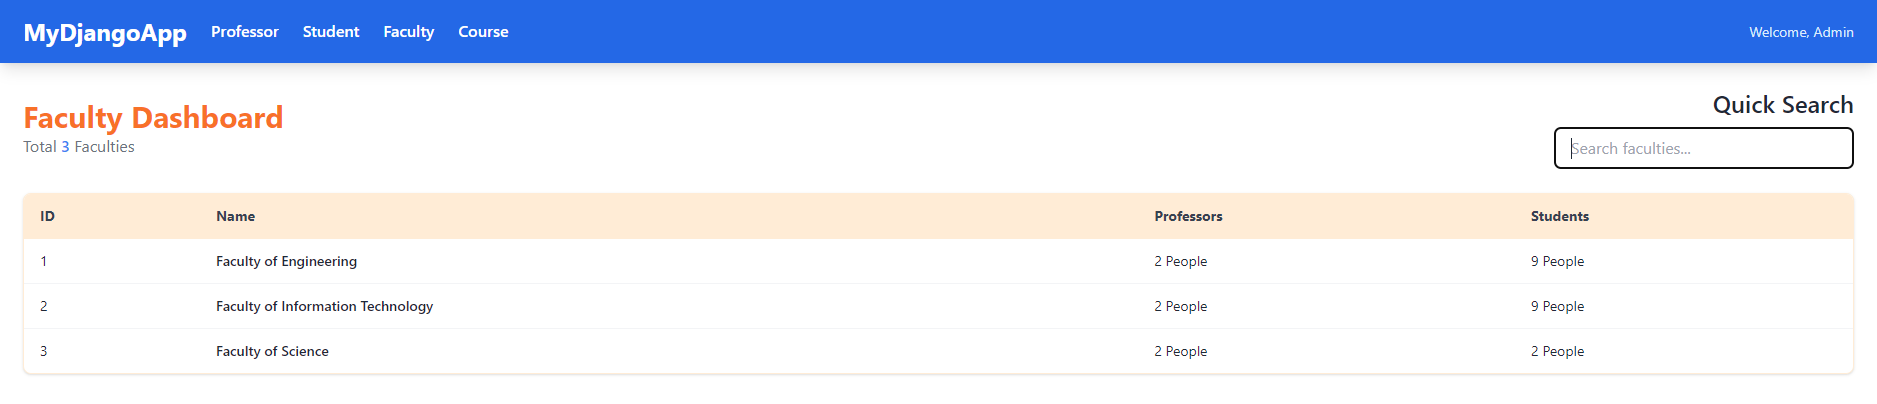 MyDjangoApp Professor Student Faculty Course Welcome, Admin
Faculty Dashboard
Total 3 Faculties
Quick Search
Search faculties...
ID Name Professors Students
1 Faculty of Engineering 2 People 9 People
2 Faculty of Information Technology 2 People 9 People
3 Faculty of Science 2 People 2 People